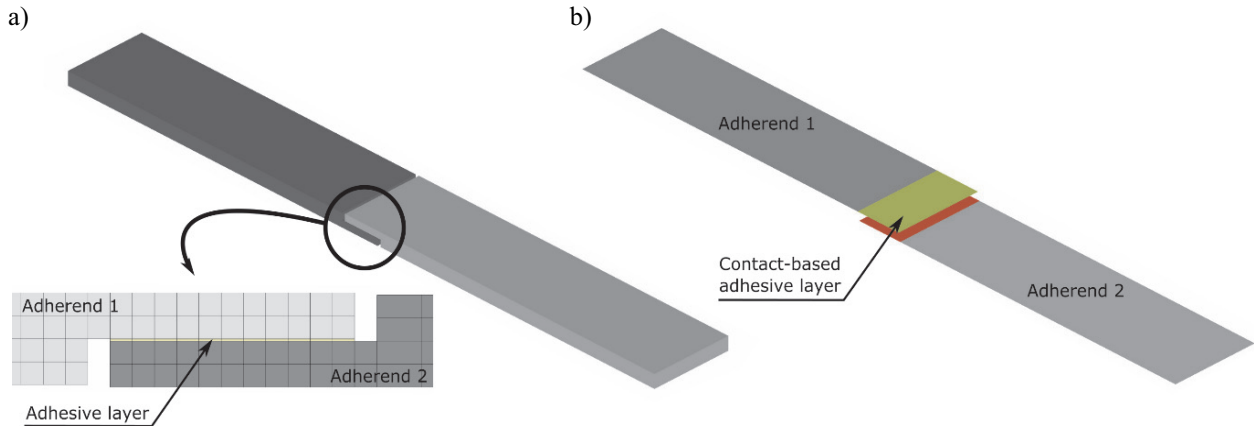 a)
Adherend 1
Adherend 2
Adhesive layer
b)
Adherend 1
Contact-based
adhesive layer
Adherend 2